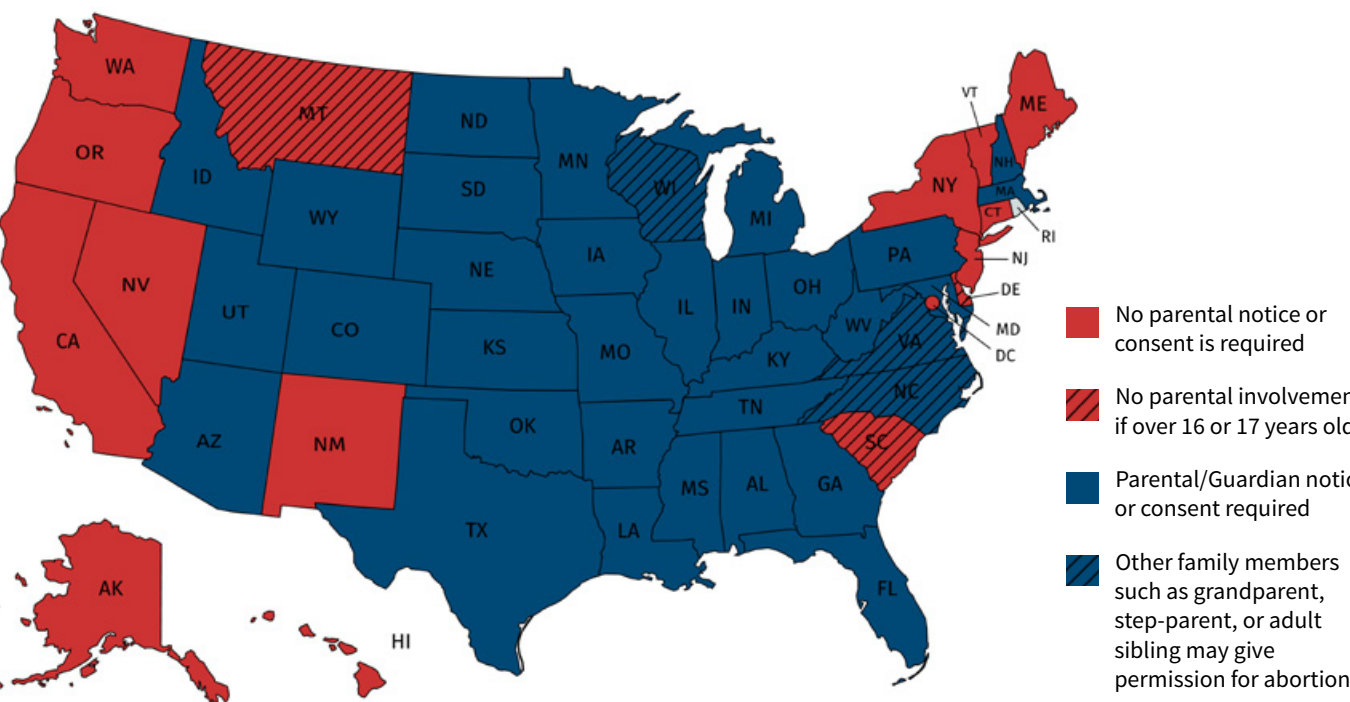 WA
MT
ND
MN
VT
ME
OR
ID
SD
WI
NH
NY
MA
WY
MI
CT
RI
IA
PA
NJ
NE
NV
OH
DE
IL
IN
UT
CO
WV
MD
CA
VA
DC
KS
MO
KY
NC
TN
AZ
NM
OK
AR
SC
MS
AL
GA
TX
LA
AK
FL
HI
No parental notice or
consent is required
No parental involvemen
if over 16 or 17 years old
Parental/Guardian notic
or consent required
Other family members
such as grandparent,
step-parent, or adult
sibling may give
permission for abortion